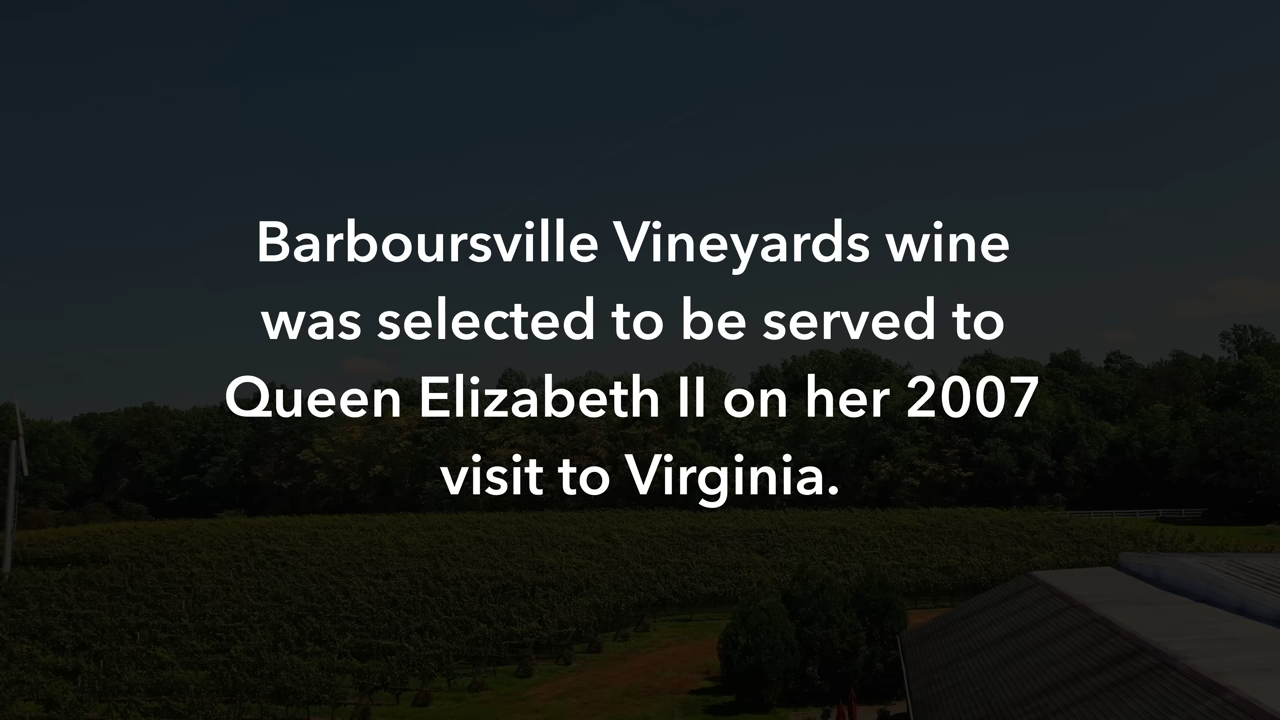 Barboursville Vineyards wine
was selected to be served to
Queen Elizabeth II on her 2007
visit to Virginia.